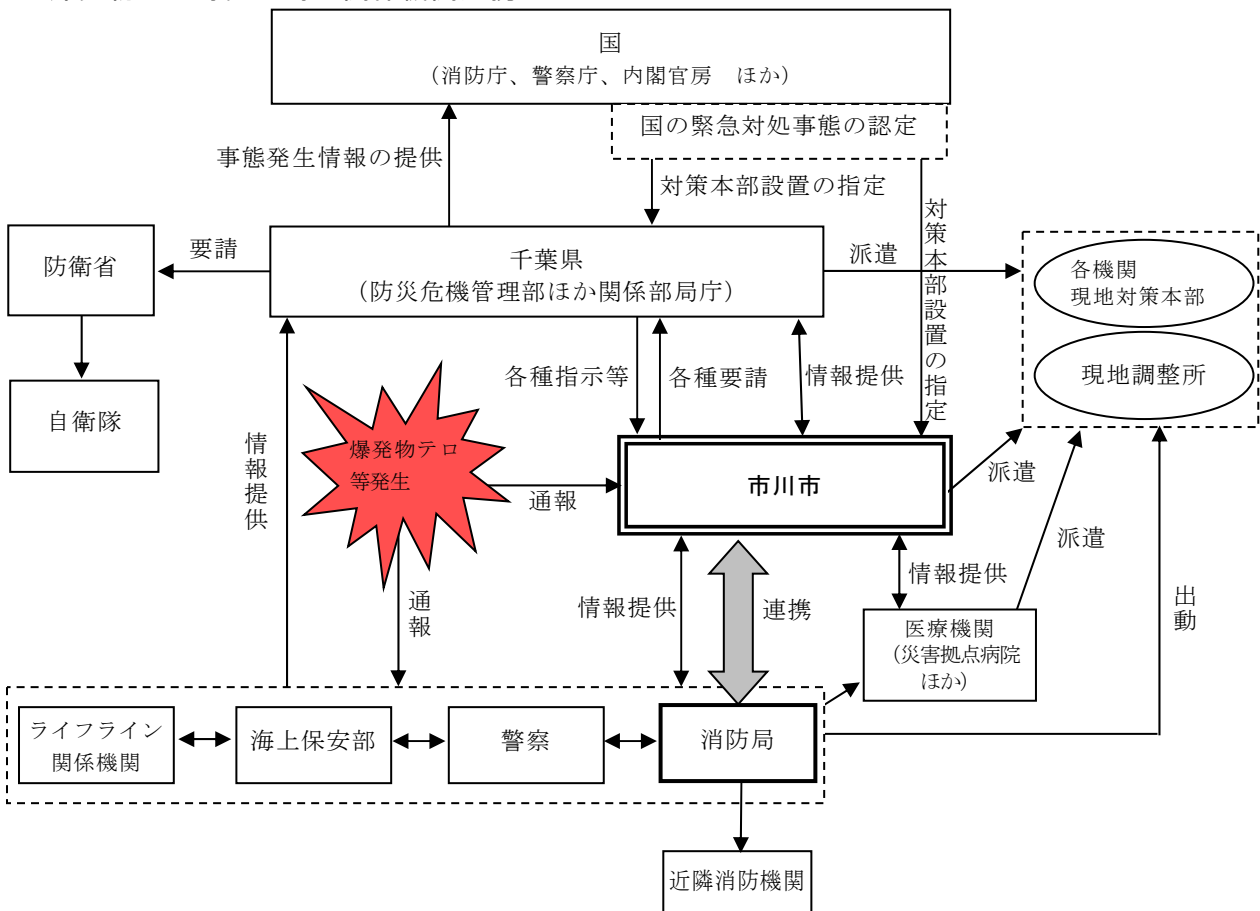 国
（消防庁、警察庁、内閣官房　ほか）
国の緊急対処事態の認定
事態発生情報の提供
対策本部設置の指定
対策本部設置の指定
防衛省
要請
千葉県
（防災危機管理部ほか関係部局庁）
派遣
各機関
現地対策本部
現地調整所
自衛隊
各種指示等
各種要請
情報提供
情報提供
爆発物テロ
等発生
通報
市川市
派遣
通報
情報提供
連携
情報提供
派遣
出動
医療機関
（災害拠点病院
ほか）
ライフライン
関係機関
海上保安部
警察
消防局
近隣消防機関